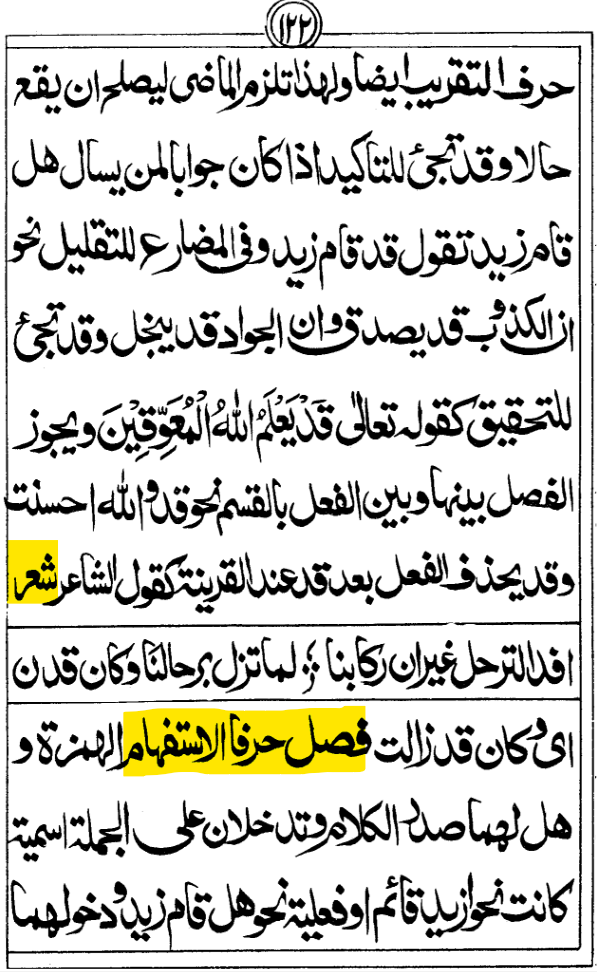 ١٢٢
حرف التقريب ايضا ولهذا تلزم الماضى ليصلح ان يقع
حالا وقد تجئ للتاكيد اذا كان جوابا لمن يسال هل
قام زيد تقول قد قام زيد وفى المضارع للتقليل نحو
ان الكذوب قد يصدق وان الجواد قد يبخل وقد تجئ
للتحقيق كقوله تعالى قَدْ يَعْلَمُ اللهُ الْمُعَوِّقِيْنَ ويجوز
الفصل بينها وبين الفعل بالقسم نحو قد والله احسنت
وقد يحذف الفعل بعد قد عند القرينة كقول الشاعر شعر
افد الترحل غير ان ركابنا ؛ لما تزل برحالنا وكان قدن
اى وكان قد زالت فصل حرفا الاستفهام الهمزة و
هل لهما صدر الكلام وتدخلان على الجملة اسمية
كانت نحو ازيد قائم او فعلية نحو هل قام زيد ودخولهما